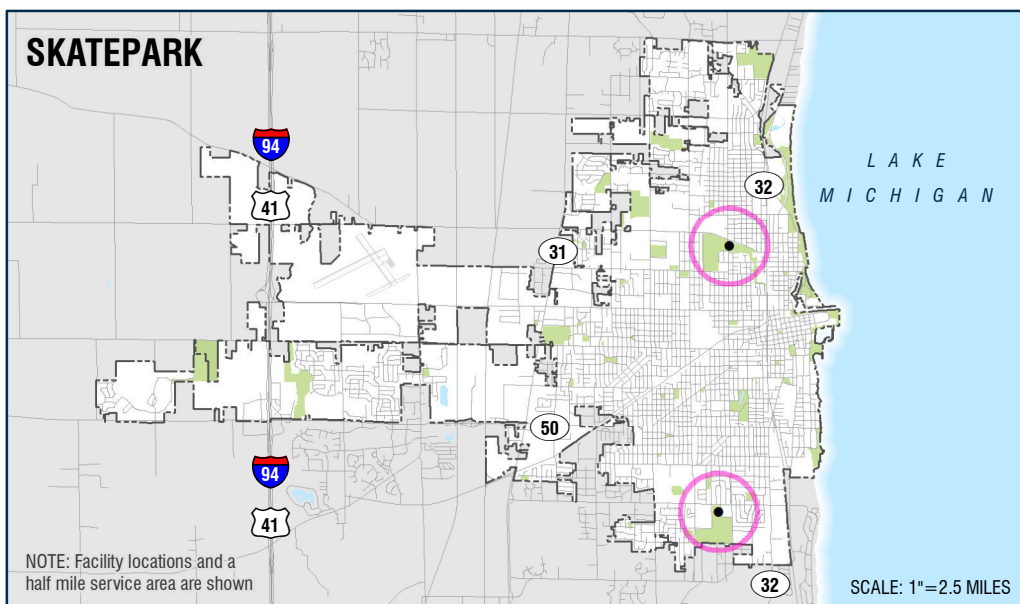 SKATEPARK
94
41
32
LAKE
MICHIGAN
31
50
94
41
NOTE: Facility locations and a
half mile service area are shown
32
SCALE: 1"=2.5 MILES